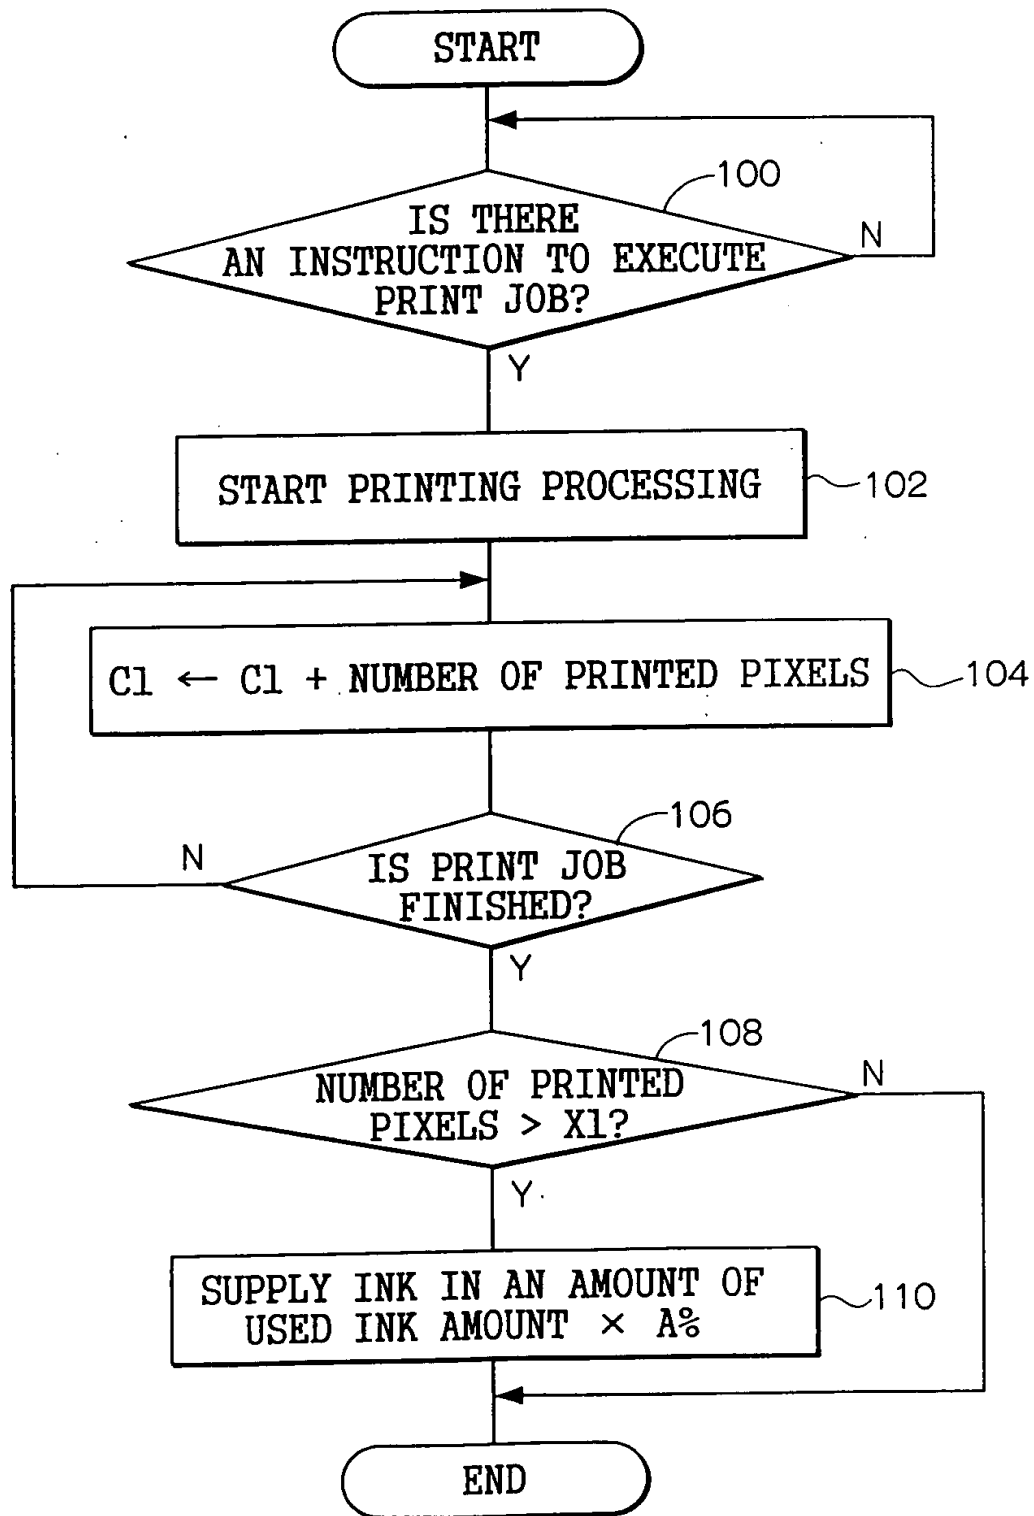 START
100
IS THERE
AN INSTRUCTION TO EXECUTE
PRINT JOB?
N
Y
START PRINTING PROCESSING
102
C1 ← C1 + NUMBER OF PRINTED PIXELS
104
106
IS PRINT JOB
FINISHED?
N
Y
108
NUMBER OF PRINTED
PIXELS > X1?
N
Y
SUPPLY INK IN AN AMOUNT OF
USED INK AMOUNT × A%
110
END